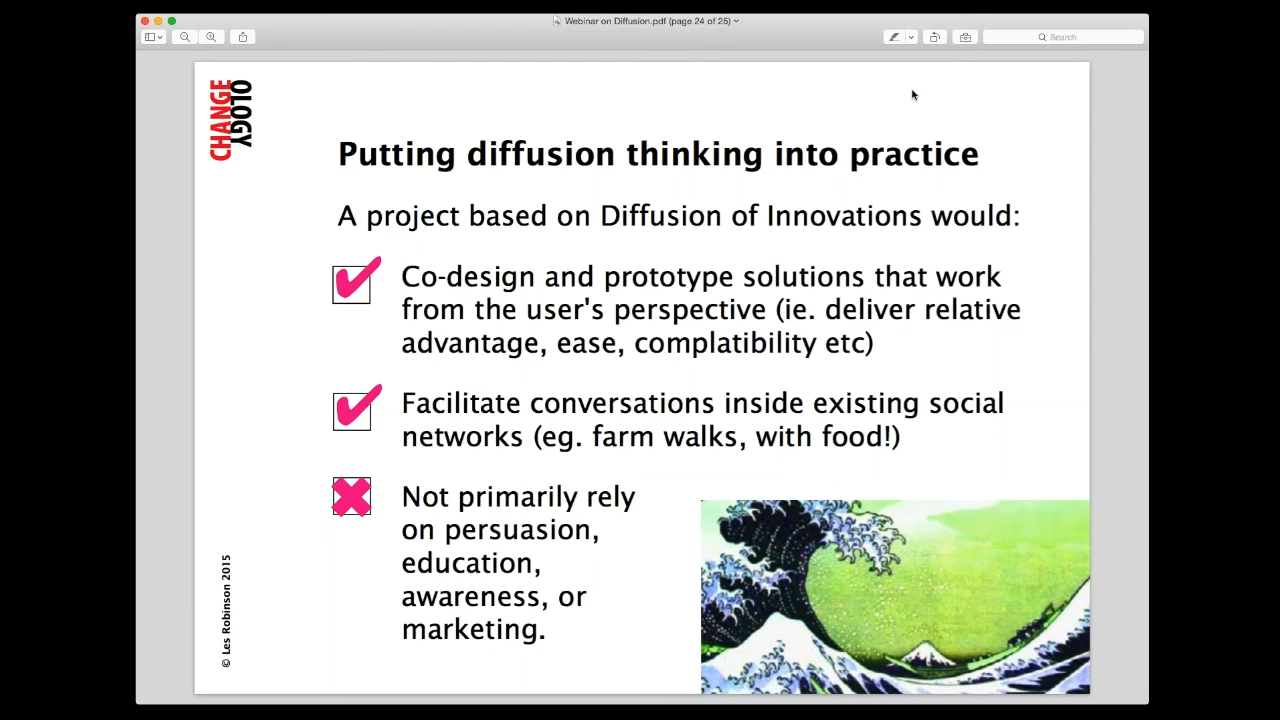 Webinar on Diffusion.pdf (page 24 of 25)
Search
CHANGE
OLOGY
Putting diffusion thinking into practice
A project based on Diffusion of Innovations would:
Co-design and prototype solutions that work
from the user's perspective (ie. deliver relative
advantage, ease, complatibility etc)
Facilitate conversations inside existing social
networks (eg. farm walks, with food!)
Not primarily rely
on persuasion,
education,
awareness, or
marketing.
© Les Robinson 2015